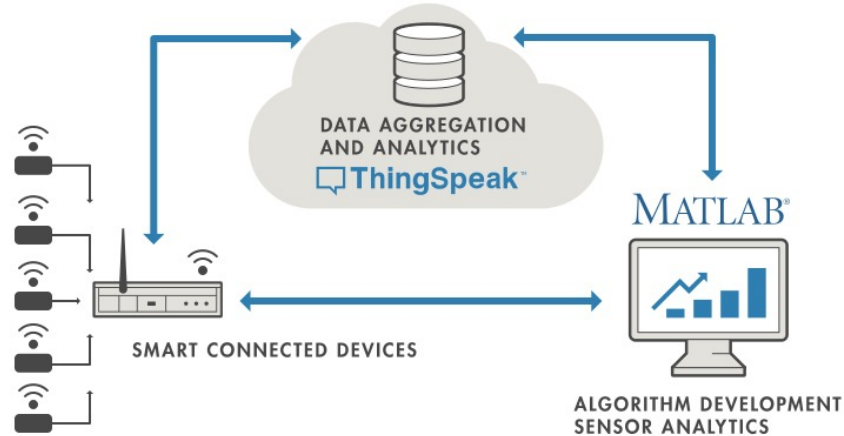 DATA AGGREGATION
AND ANALYTICS
ThingSpeak™
MATLAB®
SMART CONNECTED DEVICES
ALGORITHM DEVELOPMENT
SENSOR ANALYTICS